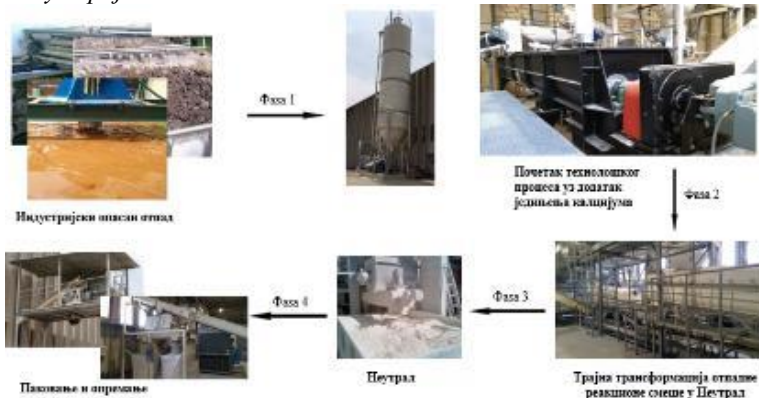 Фаза 1
Почетак технолошког
процеса уз додатак
једињења калцијума
Фаза 2
Индустријски опасан отпад
Фаза 4
Фаза 3
Паковање и опремање
Неутрал
Трајна трансформација отпадне
реакционе смеше у Неутрал